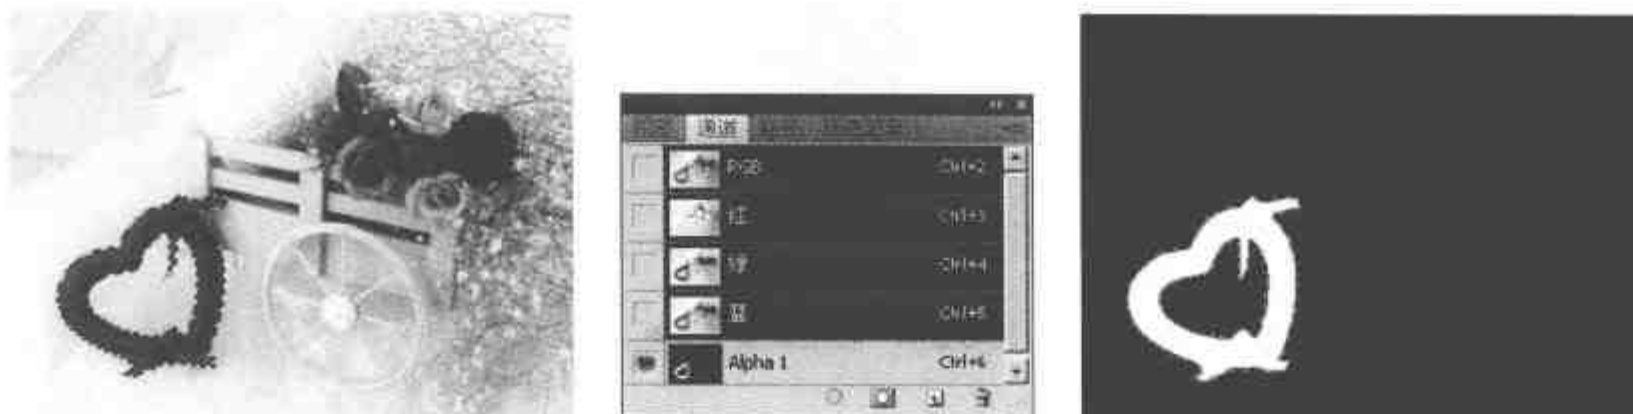 通道
RGB Ctrl+2
红 Ctrl+3
绿 Ctrl+4
蓝 Ctrl+5
Alpha 1 Ctrl+6